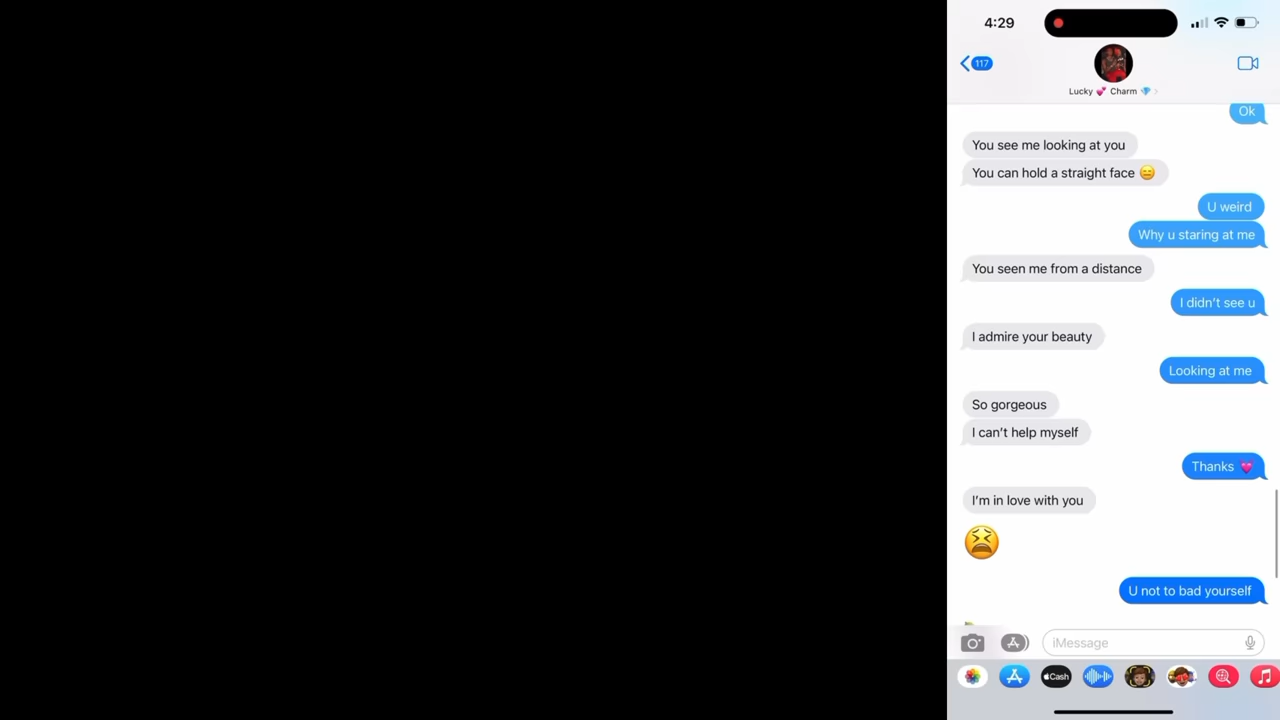 4:29
117
Lucky 💕 Charm 💎
Ok
You see me looking at you
You can hold a straight face 😑
U weird
Why u staring at me
You seen me from a distance
I didn't see u
I admire your beauty
Looking at me
So gorgeous
I can't help myself
Thanks 💗
I'm in love with you
😫
U not to bad yourself
iMessage
Cash